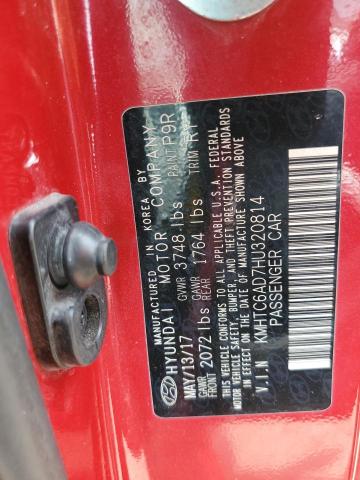 MANUFACTURED IN KOREA BY
HYUNDAI MOTOR COMPANY
MAY/13/17 GVWR 3748 lbs PAINT P9R
GAWR FRONT 2072 lbs GAWR REAR 1764 lbs TRIM RY
THIS VEHICLE CONFORMS TO ALL APPLICABLE U.S.A. FEDERAL
MOTOR VEHICLE SAFETY, BUMPER, AND THEFT PREVENTION STANDARDS
IN EFFECT ON THE DATE OF MANUFACTURE SHOWN ABOVE
V.I.N KMHTC6AD7HU320814
PASSENGER CAR